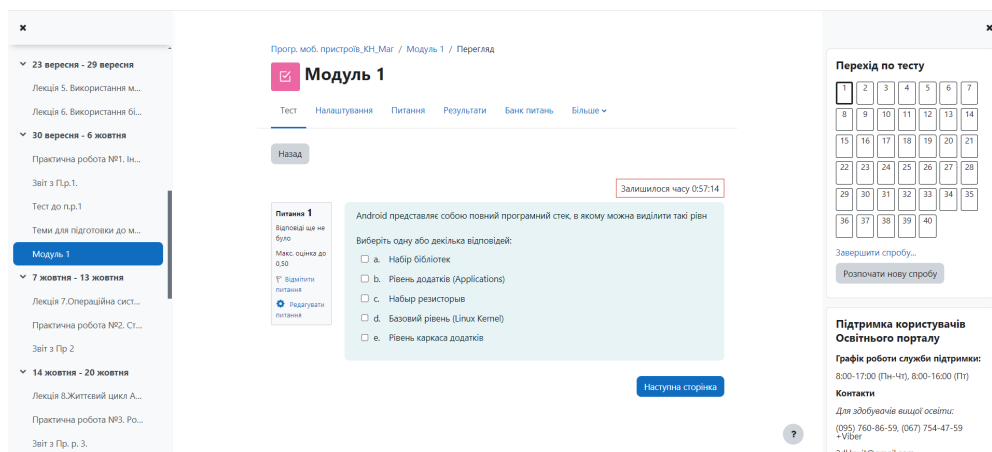 23 вересня - 29 вересня
Лекція 5. Використання м...
Лекція 6. Використання бі...
30 вересня - 6 жовтня
Практична робота №1. Ін...
Звіт з П.р.1.
Тест до п.р.1
Теми для підготовки до м...
Модуль 1
7 жовтня - 13 жовтня
Лекція 7.Операційна сист...
Практична робота №2. Ст...
Звіт з Пр 2
14 жовтня - 20 жовтня
Лекція 8.Життєвий цикл А...
Практична робота №3. Ро...
Звіт з Пр. р. 3.
Прогр. моб. пристроїв_КН_Маг / Модуль 1 / Перегляд
Модуль 1
Тест Налаштування Питання Результати Банк питань Більше
Назад
Залишилося часу 0:57:14
Питання 1
Відповіді ще не
було
Макс. оцінка до
0,50
Відмітити
питання
Редагувати
питання
Android представляє собою повний програмний стек, в якому можна виділити такі рівн
Виберіть одну або декілька відповідей:
a. Набір бібліотек
b. Рівень додатків (Applications)
c. Набыр резисторыв
d. Базовий рівень (Linux Kernel)
e. Рівень каркаса додатків
Наступна сторінка
?
Перехід по тесту
1 2 3 4 5 6 7
8 9 10 11 12 13 14
15 16 17 18 19 20 21
22 23 24 25 26 27 28
29 30 31 32 33 34 35
36 37 38 39 40
Завершити спробу...
Розпочати нову спробу
Підтримка користувачів
Освітнього порталу
Графік роботи служби підтримки:
8:00-17:00 (Пн-Чт), 8:00-16:00 (Пт)
Контакти
Для здобувачів вищої освіти:
(095) 760-86-59, (067) 754-47-59
+Viber